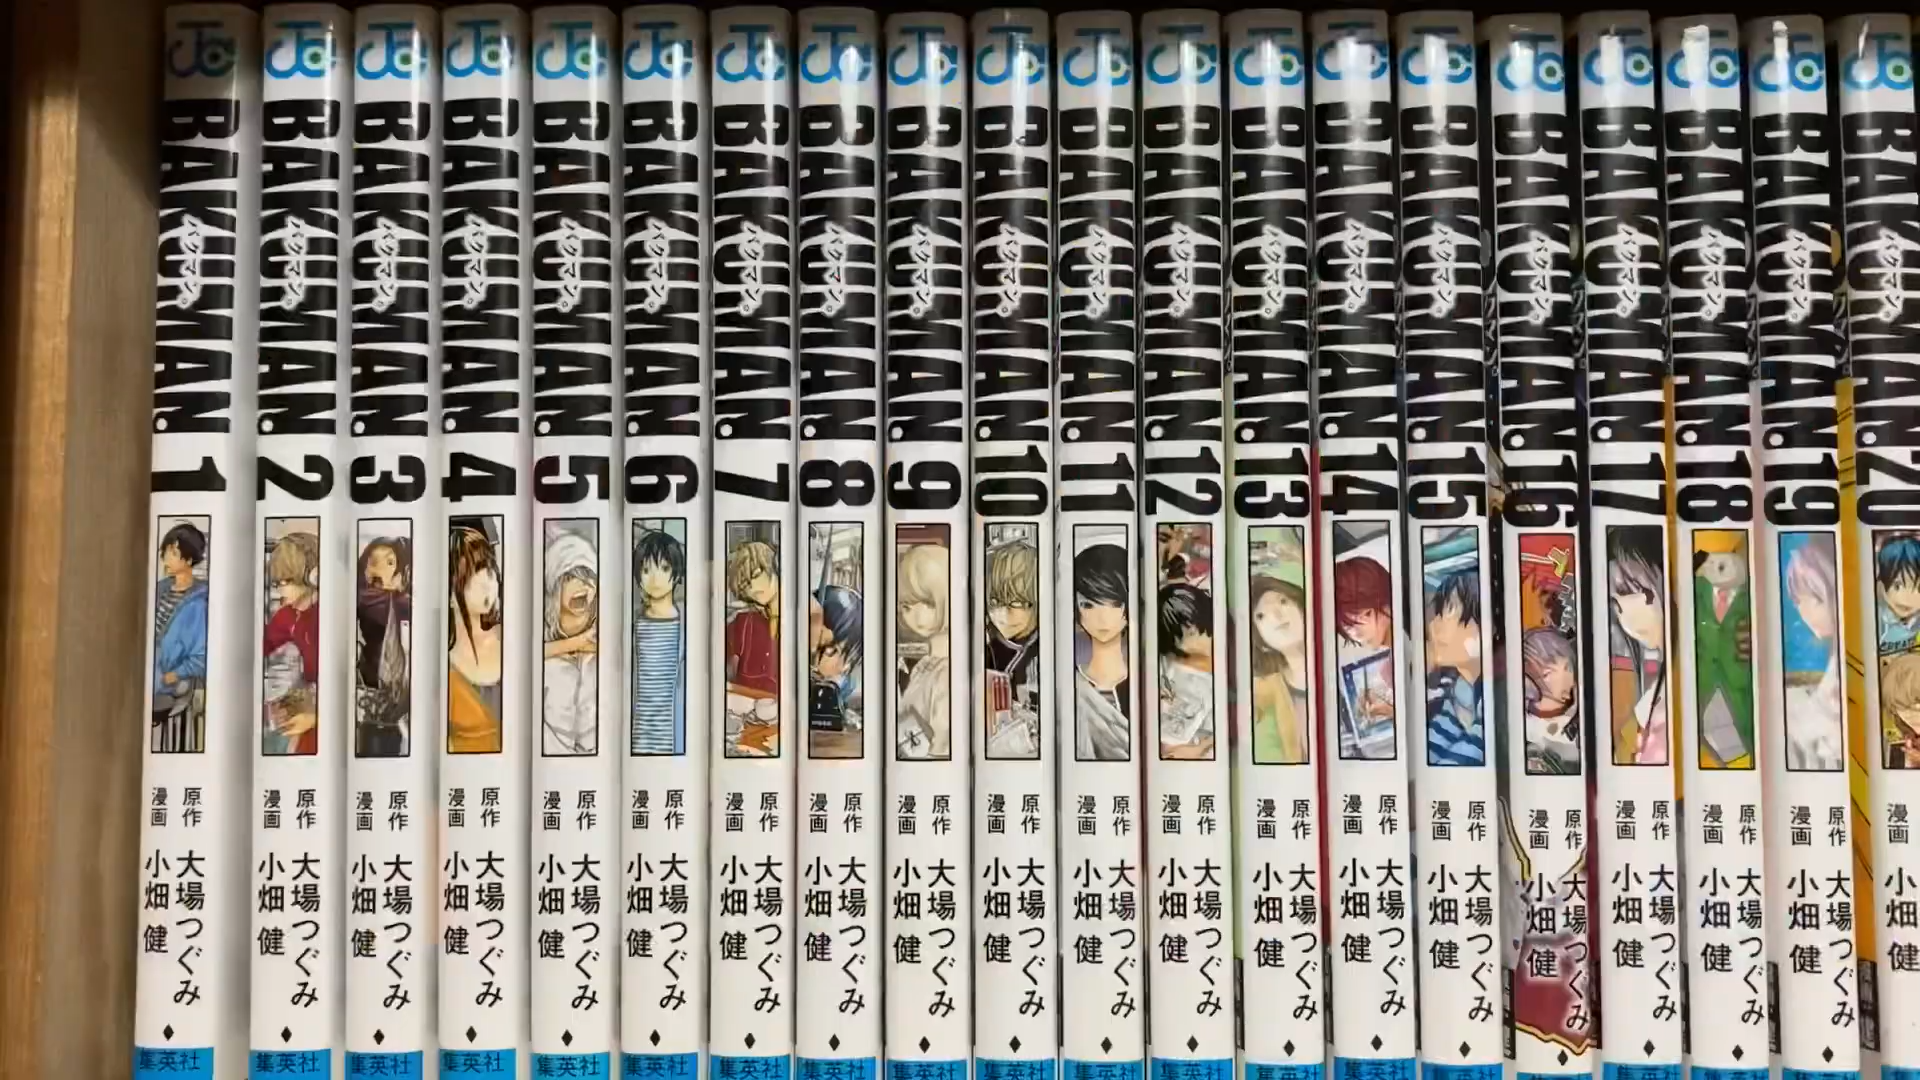 JC
BAKUMAN。
バクマン。
1
原作 大場つぐみ
漫画 小畑 健
集英社
JC
BAKUMAN。
バクマン。
2
原作 大場つぐみ
漫画 小畑 健
集英社
JC
BAKUMAN。
バクマン。
3
原作 大場つぐみ
漫画 小畑 健
集英社
JC
BAKUMAN。
バクマン。
4
原作 大場つぐみ
漫画 小畑 健
集英社
JC
BAKUMAN。
バクマン。
5
原作 大場つぐみ
漫画 小畑 健
集英社
JC
BAKUMAN。
バクマン。
6
原作 大場つぐみ
漫画 小畑 健
集英社
JC
BAKUMAN。
バクマン。
7
原作 大場つぐみ
漫画 小畑 健
集英社
JC
BAKUMAN。
バクマン。
8
原作 大場つぐみ
漫画 小畑 健
集英社
JC
BAKUMAN。
バクマン。
9
原作 大場つぐみ
漫画 小畑 健
集英社
JC
BAKUMAN。
バクマン。
10
原作 大場つぐみ
漫画 小畑 健
集英社
JC
BAKUMAN。
バクマン。
11
原作 大場つぐみ
漫画 小畑 健
集英社
JC
BAKUMAN。
バクマン。
12
原作 大場つぐみ
漫画 小畑 健
集英社
JC
BAKUMAN。
バクマン。
13
原作 大場つぐみ
漫画 小畑 健
集英社
JC
BAKUMAN。
バクマン。
14
原作 大場つぐみ
漫画 小畑 健
集英社
JC
BAKUMAN。
バクマン。
15
原作 大場つぐみ
漫画 小畑 健
集英社
JC
BAKUMAN。
バクマン。
16
原作 大場つぐみ
漫画 小畑 健
JC
BAKUMAN。
バクマン。
17
原作 大場つぐみ
漫画 小畑 健
集英社
JC
BAKUMAN。
バクマン。
18
原作 大場つぐみ
漫画 小畑 健
集英社
JC
BAKUMAN。
バクマン。
19
原作 大場つぐみ
漫画 小畑 健
集英社
JC
BAKUMAN。
バクマン。
20
漫画 小畑 健